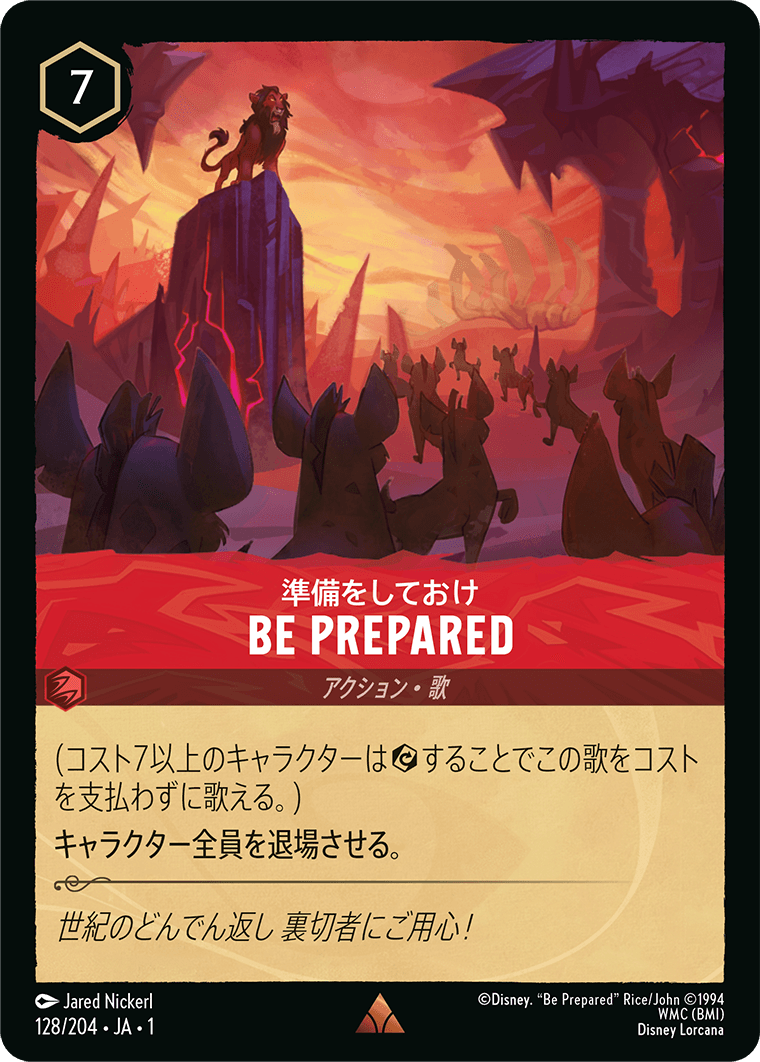 7
準備をしておけ
BE PREPARED
アクション・歌
(コスト7以上のキャラクターはすることでこの歌をコスト
を支払わずに歌える。)
キャラクター全員を退場させる。
世紀のどんでん返し 裏切者にご用心!
Jared Nickerl
128/204・JA・1
©Disney. “Be Prepared” Rice/John ©1994
WMC (BMI)
Disney Lorcana